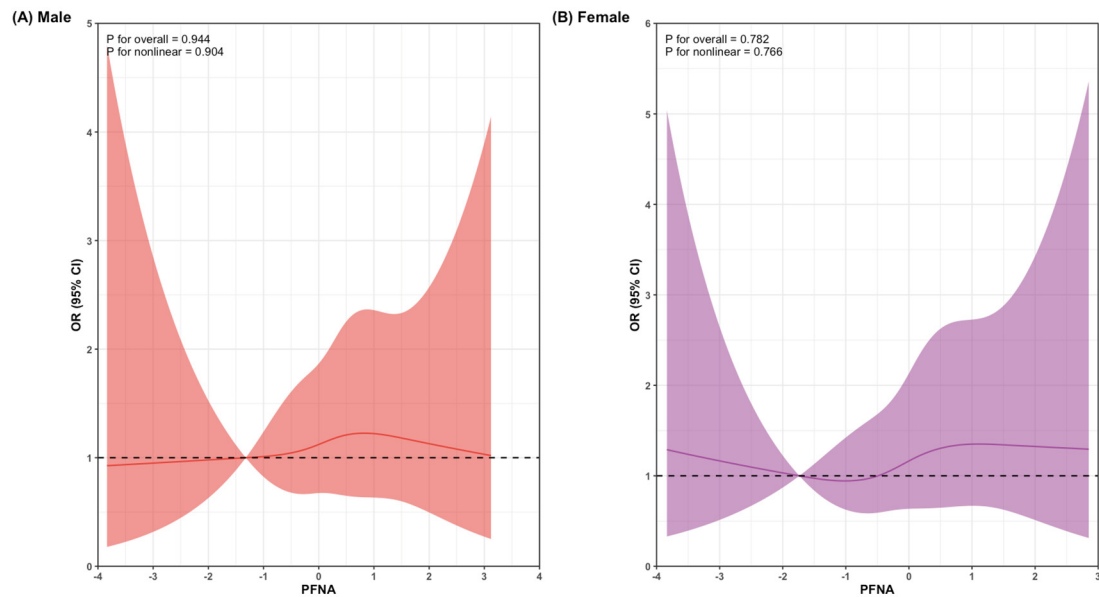 (A) Male
P for overall = 0.944
P for nonlinear = 0.904
OR (95% CI)
5
4
3
2
1
0
-4 -3 -2 -1 0 1 2 3 4
PFNA
(B) Female
P for overall = 0.782
P for nonlinear = 0.766
OR (95% CI)
6
5
4
3
2
1
0
-4 -3 -2 -1 0 1 2 3
PFNA